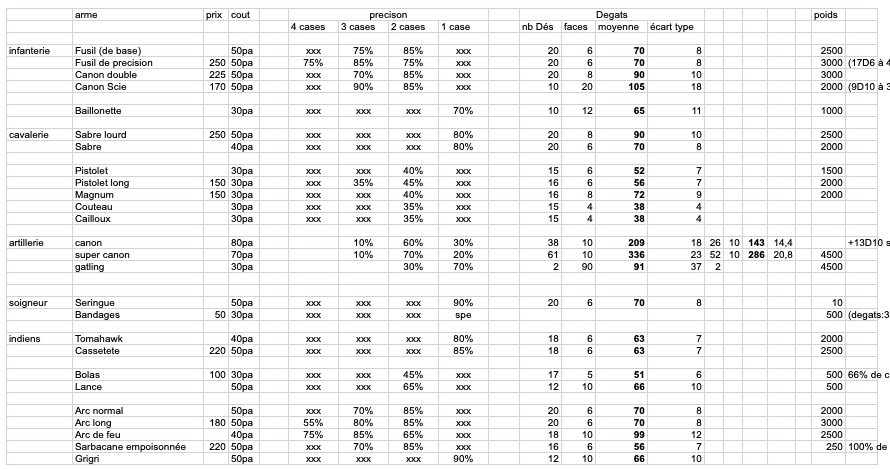 arme prix cout precison Degats poids
4 cases 3 cases 2 cases 1 case nb Dés faces moyenne écart type
infanterie Fusil (de base) 50pa xxx 75% 85% xxx 20 6 70 8 2500
Fusil de precision 250 50pa 75% 85% 75% xxx 20 6 70 8 3000 (17D6 à 4
Canon double 225 50pa xxx 70% 85% xxx 20 8 90 10 3000
Canon Scie 170 50pa xxx 90% 85% xxx 10 20 105 18 2000 (9D10 à 3
Baillonette 30pa xxx xxx xxx 70% 10 12 65 11 1000
cavalerie Sabre lourd 250 50pa xxx xxx xxx 80% 20 8 90 10 2500
Sabre 40pa xxx xxx xxx 80% 20 6 70 8 2000
Pistolet 30pa xxx xxx 40% xxx 15 6 52 7 1500
Pistolet long 150 30pa xxx 35% 45% xxx 16 6 56 7 2000
Magnum 150 30pa xxx xxx 40% xxx 16 8 72 9 2000
Couteau 30pa xxx xxx 35% xxx 15 4 38 4
Cailloux 30pa xxx xxx 35% xxx 15 4 38 4
artillerie canon 80pa 10% 60% 30% 38 10 209 18 26 10 143 14,4 +13D10 s
super canon 70pa 10% 70% 20% 61 10 336 23 52 10 286 20,8 4500
gatling 30pa 30% 70% 2 90 91 37 2 4500
soigneur Seringue 50pa xxx xxx xxx 90% 20 6 70 8 10
Bandages 50 30pa xxx xxx xxx spe 500 (degats:3
indiens Tomahawk 40pa xxx xxx xxx 80% 18 6 63 7 2000
Cassetete 220 50pa xxx xxx xxx 85% 18 6 63 7 2500
Bolas 100 30pa xxx xxx 45% xxx 17 5 51 6 500 66% de c
Lance 50pa xxx xxx 65% xxx 12 10 66 10 500
Arc normal 50pa xxx 70% 85% xxx 20 6 70 8 2000
Arc long 180 50pa 55% 80% 85% xxx 20 6 70 8 3000
Arc de feu 40pa 75% 85% 65% xxx 18 10 99 12 2500
Sarbacane empoisonnée 220 50pa xxx 70% 85% xxx 16 6 56 7 250 100% de
Grigri 50pa xxx xxx xxx 90% 12 10 66 10